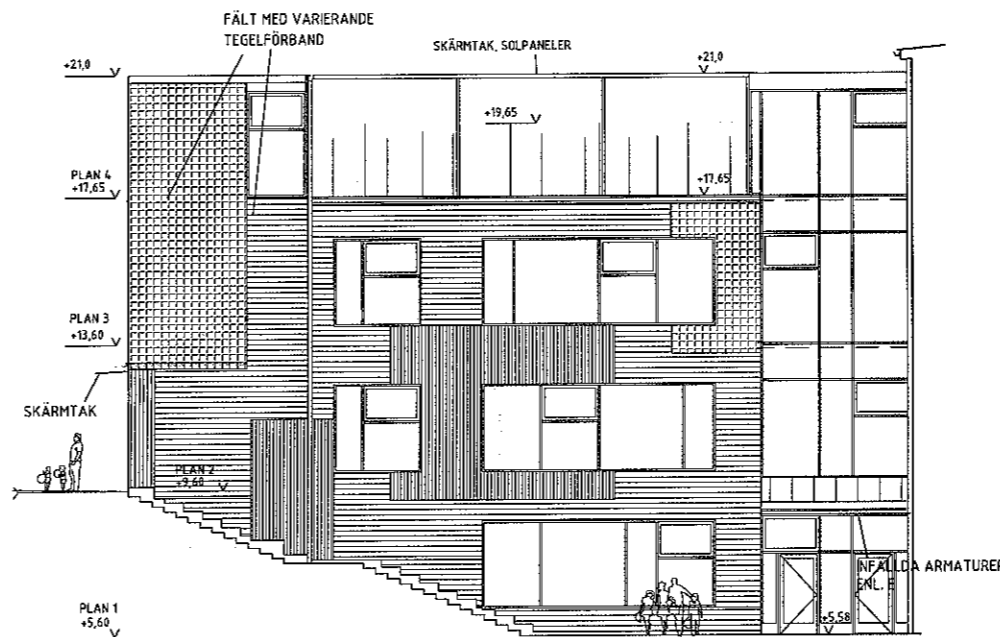 FÄLT MED VARIERANDE
TEGELFÖRBAND
SKÄRMTAK, SOLPANELER
+21,0
+21,0
+19,65
PLAN 4
+17,65
+17,65
PLAN 3
+13,60
SKÄRMTAK
PLAN 2
+9,60
INFÄLLDA ARMATURER
ENL. E
PLAN 1
+5,60
+5,58